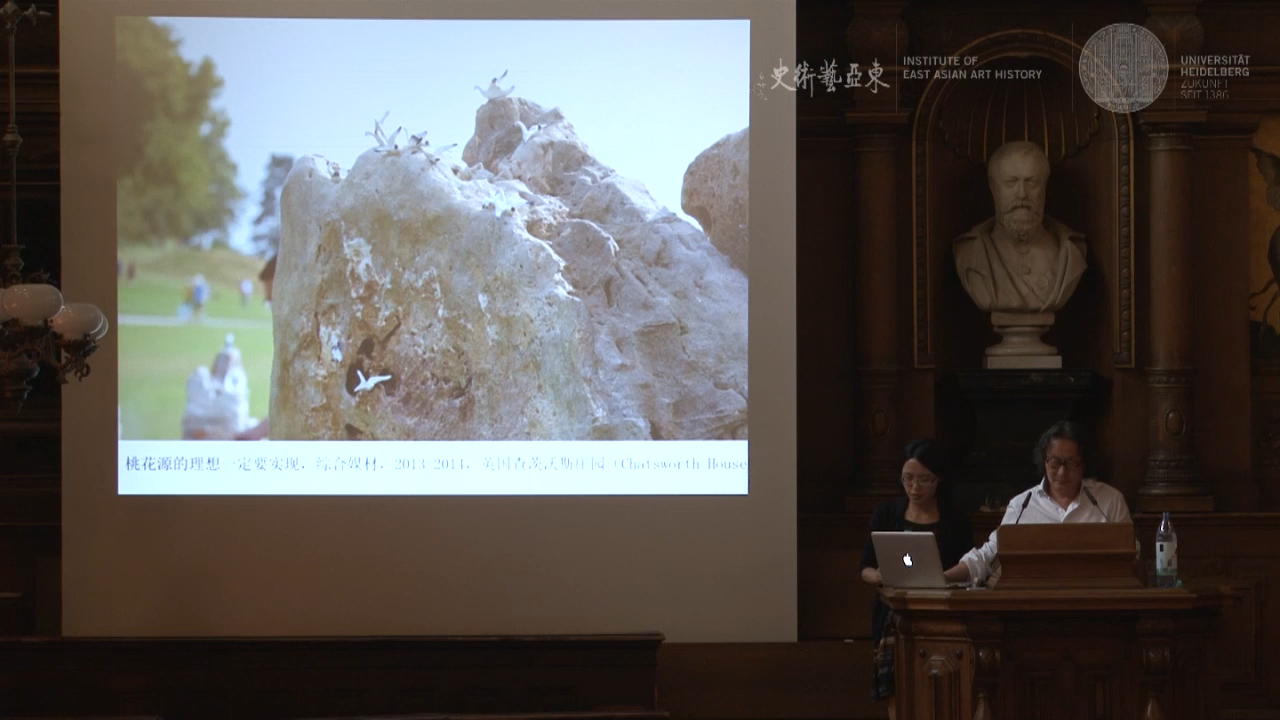 東亞藝術史
INSTITUTE OF
EAST ASIAN ART HISTORY
UNIVERSITÄT
HEIDELBERG
ZUKUNFT
SEIT 1386
桃花源的理想一定要实现，综合媒材，2013-2014，英国查茨沃斯庄园（Chatsworth House